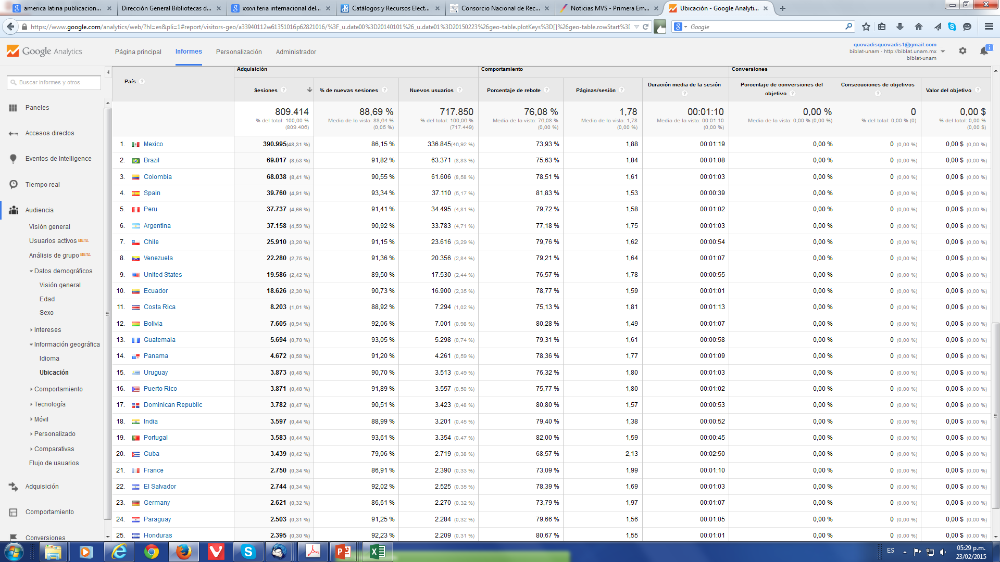 america latina publicacion...
Dirección General Bibliotecas d...
xxxvi feria internacional del...
Catálogos y Recursos Elect...
Consorcio Nacional de Rec...
Noticias MVS - Primera Em...
Ubicación - Google Analyti...
https://www.google.com/analytics/web/?hl=es&pli=1#report/visitors-geo/a33940112w61351016p62821016/%3F_u.date00%3D20140101%26_u.date01%3D20150223%26geo-table.plotKeys%3D[]%26geo-table.rowStart%3D
Google
Google Analytics
Página principal
Informes
Personalización
Administrador
quovadisquovadis1@gmail.com
biblat-unam - http://biblat.unam.mx
biblat-unam
Buscar informes y otros
Paneles
Accesos directos
Eventos de Intelligence
Tiempo real
Audiencia
Visión general
Usuarios activos BETA
Análisis de grupo BETA
Datos demográficos
Visión general
Edad
Sexo
Intereses
Información geográfica
Idioma
Ubicación
Comportamiento
Tecnología
Móvil
Personalizado
Comparativas
Flujo de usuarios
Adquisición
Comportamiento
Conversiones
Adquisición Comportamiento Conversiones
País ? Sesiones ? % de nuevas sesiones ? Nuevos usuarios ? Porcentaje de rebote ? Páginas/sesión ? Duración media de la sesión ? Porcentaje de conversiones del objetivo ? Consecuciones de objetivos ? Valor del objetivo ?
809.414 88,69 % 717.850 76,08 % 1,78 00:01:10 0,00 % 0 0,00 $
% del total: 100,00 % Media de la vista: 88,64 % % del total: 100,06 % Media de la vista: 76,08 % Media de la vista: 1,78 Media de la vista: 00:01:10 Media de la vista: 0,00 % (0,00 %) % del total: 0,00 % (0) % del total: 0,00 %
(809.406) (0,05 %) (717.449) (0,00 %) (0,00 %) (0,00 %) (0,00 $)
1. Mexico 390.995(48,31 %) 86,15 % 336.845(46,92 %) 73,93 % 1,88 00:01:19 0,00 % 0 (0,00 %) 0,00 $ (0,00 %)
2. Brazil 69.017 (8,53 %) 91,82 % 63.371 (8,83 %) 75,63 % 1,84 00:01:08 0,00 % 0 (0,00 %) 0,00 $ (0,00 %)
3. Colombia 68.038 (8,41 %) 90,55 % 61.606 (8,58 %) 78,51 % 1,61 00:01:03 0,00 % 0 (0,00 %) 0,00 $ (0,00 %)
4. Spain 39.760 (4,91 %) 93,34 % 37.110 (5,17 %) 81,83 % 1,53 00:00:39 0,00 % 0 (0,00 %) 0,00 $ (0,00 %)
5. Peru 37.737 (4,66 %) 91,41 % 34.495 (4,81 %) 79,72 % 1,58 00:01:02 0,00 % 0 (0,00 %) 0,00 $ (0,00 %)
6. Argentina 37.158 (4,59 %) 90,92 % 33.783 (4,71 %) 77,18 % 1,75 00:01:03 0,00 % 0 (0,00 %) 0,00 $ (0,00 %)
7. Chile 25.910 (3,20 %) 91,15 % 23.616 (3,29 %) 79,76 % 1,62 00:00:54 0,00 % 0 (0,00 %) 0,00 $ (0,00 %)
8. Venezuela 22.280 (2,75 %) 91,36 % 20.356 (2,84 %) 79,21 % 1,64 00:01:07 0,00 % 0 (0,00 %) 0,00 $ (0,00 %)
9. United States 19.586 (2,42 %) 89,50 % 17.530 (2,44 %) 76,57 % 1,78 00:00:55 0,00 % 0 (0,00 %) 0,00 $ (0,00 %)
10. Ecuador 18.626 (2,30 %) 90,73 % 16.900 (2,35 %) 78,77 % 1,59 00:01:01 0,00 % 0 (0,00 %) 0,00 $ (0,00 %)
11. Costa Rica 8.203 (1,01 %) 88,92 % 7.294 (1,02 %) 75,13 % 1,81 00:01:13 0,00 % 0 (0,00 %) 0,00 $ (0,00 %)
12. Bolivia 7.605 (0,94 %) 92,06 % 7.001 (0,98 %) 80,28 % 1,49 00:01:07 0,00 % 0 (0,00 %) 0,00 $ (0,00 %)
13. Guatemala 5.694 (0,70 %) 93,05 % 5.298 (0,74 %) 79,31 % 1,61 00:00:58 0,00 % 0 (0,00 %) 0,00 $ (0,00 %)
14. Panama 4.672 (0,58 %) 91,20 % 4.261 (0,59 %) 78,36 % 1,77 00:01:09 0,00 % 0 (0,00 %) 0,00 $ (0,00 %)
15. Uruguay 3.873 (0,48 %) 90,70 % 3.513 (0,49 %) 76,32 % 1,80 00:01:03 0,00 % 0 (0,00 %) 0,00 $ (0,00 %)
16. Puerto Rico 3.871 (0,48 %) 91,89 % 3.557 (0,50 %) 75,77 % 1,80 00:01:02 0,00 % 0 (0,00 %) 0,00 $ (0,00 %)
17. Dominican Republic 3.782 (0,47 %) 90,51 % 3.423 (0,48 %) 80,80 % 1,57 00:00:53 0,00 % 0 (0,00 %) 0,00 $ (0,00 %)
18. India 3.597 (0,44 %) 88,99 % 3.201 (0,45 %) 79,40 % 1,38 00:00:52 0,00 % 0 (0,00 %) 0,00 $ (0,00 %)
19. Portugal 3.583 (0,44 %) 93,61 % 3.354 (0,47 %) 82,00 % 1,59 00:00:45 0,00 % 0 (0,00 %) 0,00 $ (0,00 %)
20. Cuba 3.439 (0,42 %) 79,06 % 2.719 (0,38 %) 68,57 % 2,13 00:02:50 0,00 % 0 (0,00 %) 0,00 $ (0,00 %)
21. France 2.750 (0,34 %) 86,91 % 2.390 (0,33 %) 73,09 % 1,99 00:01:10 0,00 % 0 (0,00 %) 0,00 $ (0,00 %)
22. El Salvador 2.744 (0,34 %) 92,02 % 2.525 (0,35 %) 78,39 % 1,69 00:01:03 0,00 % 0 (0,00 %) 0,00 $ (0,00 %)
23. Germany 2.621 (0,32 %) 86,61 % 2.270 (0,32 %) 73,79 % 1,97 00:01:07 0,00 % 0 (0,00 %) 0,00 $ (0,00 %)
24. Paraguay 2.503 (0,31 %) 91,25 % 2.284 (0,32 %) 79,66 % 1,56 00:01:05 0,00 % 0 (0,00 %) 0,00 $ (0,00 %)
25. Honduras 2.395 (0,30 %) 92,23 % 2.209 (0,31 %) 80,67 % 1,55 00:01:01 0,00 % 0 (0,00 %) 0,00 $ (0,00 %)
ES
05:29 p.m.
23/02/2015